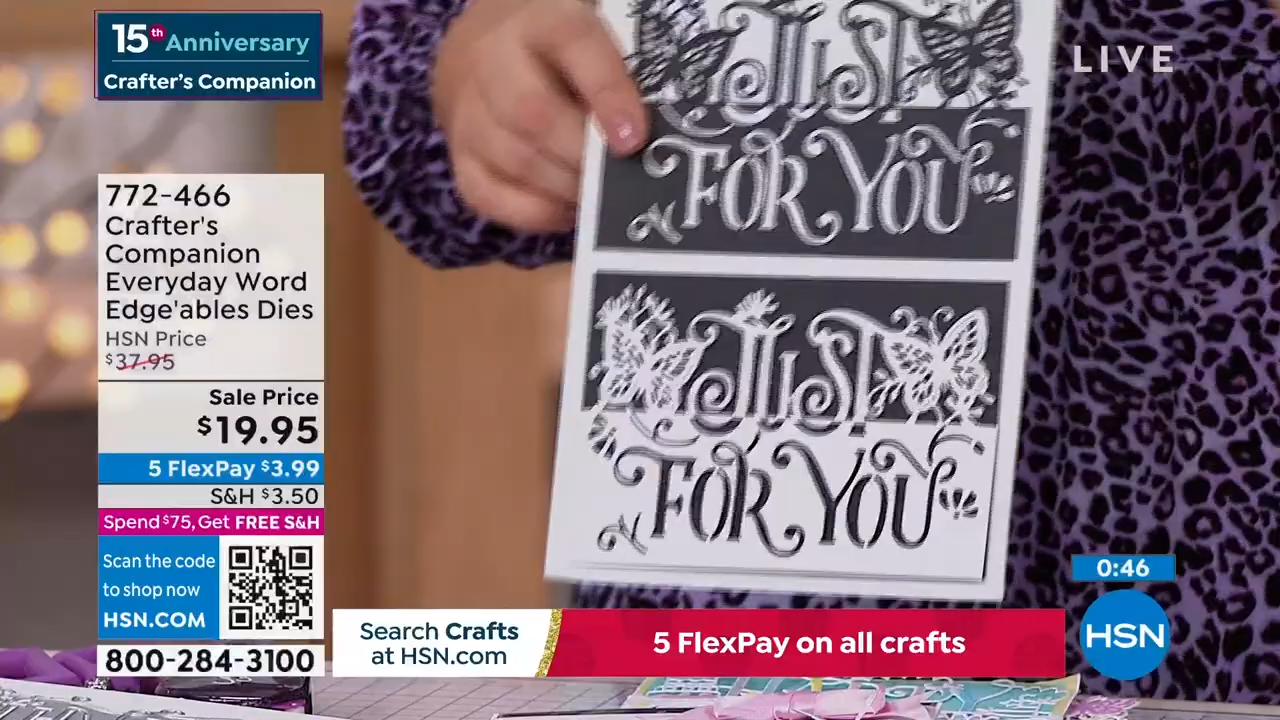 15th Anniversary
Crafter's Companion
LIVE
772-466
Crafter's
Companion
Everyday Word
Edge'ables Dies
HSN Price
$37.95
Sale Price
$19.95
5 FlexPay $3.99
S&H $3.50
Spend $75, Get FREE S&H
Scan the code
to shop now
HSN.COM
800-284-3100
JUST
FOR YOU
JUST
FOR YOU
Search Crafts
at HSN.com
5 FlexPay on all crafts
0:46
HSN